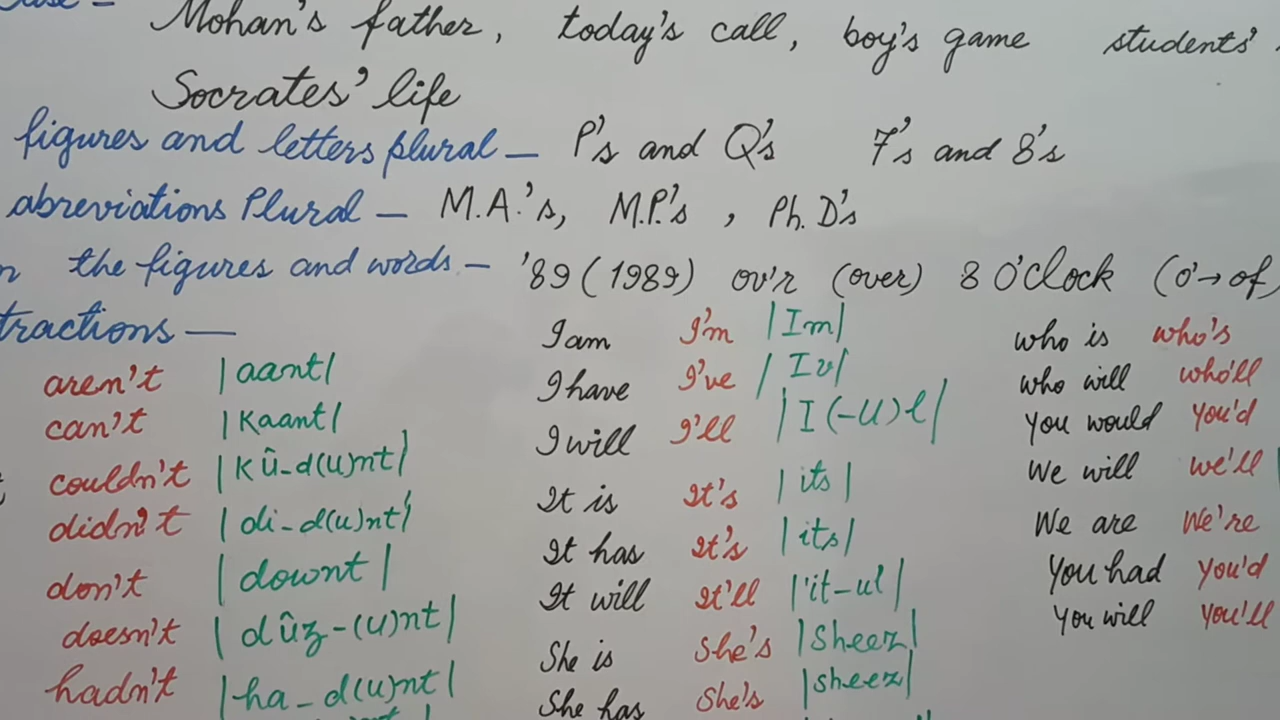 Mohan's father, today's call, boy's game students'
Socrates' life
figures and letters plural — P's and Q's 7's and 8's
abreviations Plural — M.A.'s, M.P.'s, Ph. D's
the figures and words — '89 (1989) ov'r (over) 8 O'Clock (O'→of)
tractions —
aren't |aant|
can't |Kaant|
couldn't |Kû-d(u)nt|
didn't |di-d(u)nt|
don't |downt|
doesn't |dûz-(u)nt|
hadn't |ha-d(u)nt|
I am I'm |Im|
I have I've |Iv|
I will I'll |I(-u)l|
It is It's |its|
It has It's |its|
It will It'll |'it-ul|
She is She's |Sheez|
She has She's |sheez|
who is who's
who will who'll
You would you'd
We will we'll
We are We're
You had you'd
You will you'll